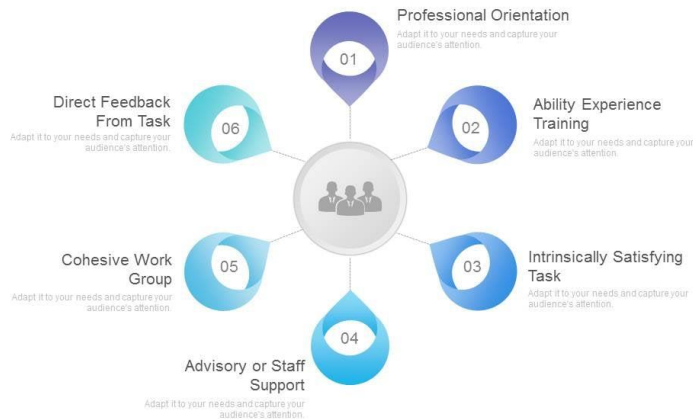 01
Professional Orientation
Adapt it to your needs and capture your
audience's attention.
02
Ability Experience
Training
Adapt it to your needs and capture your
audience's attention.
03
Intrinsically Satisfying
Task
Adapt it to your needs and capture your
audience's attention.
04
Advisory or Staff
Support
Adapt it to your needs and capture your
audience's attention.
05
Cohesive Work
Group
Adapt it to your needs and capture your
audience's attention.
06
Direct Feedback
From Task
Adapt it to your needs and capture your
audience's attention.